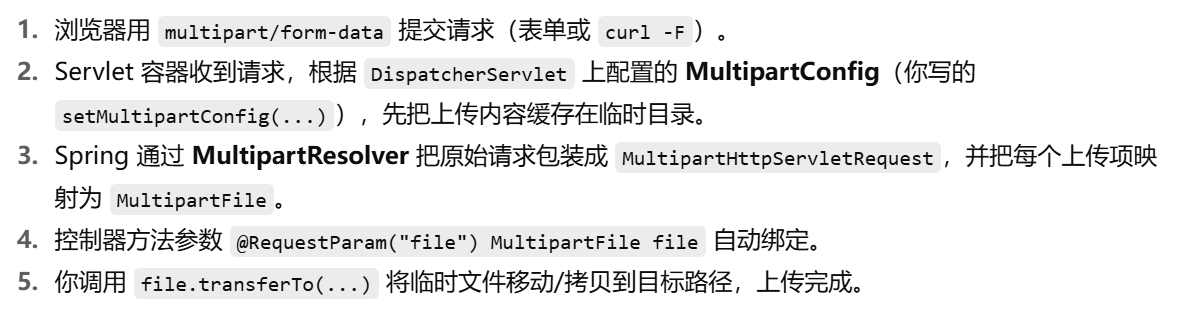 1. 浏览器用 multipart/form-data 提交请求（表单或 curl -F）。
2. Servlet 容器收到请求，根据 DispatcherServlet 上配置的 MultipartConfig（你写的
setMultipartConfig(...)），先把上传内容缓存在临时目录。
3. Spring 通过 MultipartResolver 把原始请求包装成 MultipartHttpServletRequest，并把每个上传项映
射为 MultipartFile。
4. 控制器方法参数 @RequestParam("file") MultipartFile file 自动绑定。
5. 你调用 file.transferTo(...) 将临时文件移动/拷贝到目标路径，上传完成。